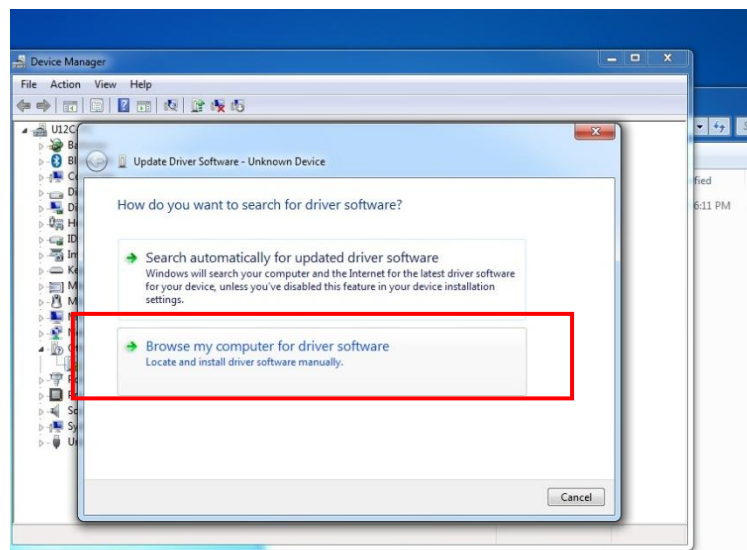 Device Manager
File Action View Help
U12C
Ba
Bl
Update Driver Software - Unknown Device
How do you want to search for driver software?
Search automatically for updated driver software
Windows will search your computer and the Internet for the latest driver software
for your device, unless you've disabled this feature in your device installation
settings.
Browse my computer for driver software
Locate and install driver software manually.
Cancel
fied
6:11 PM